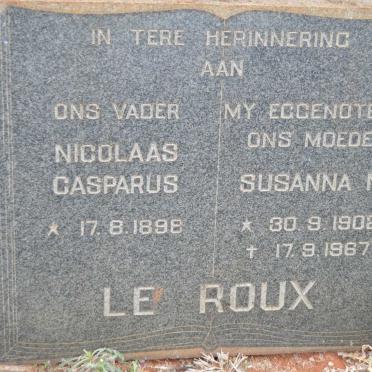 IN TERE HERINNERING
AAN
ONS VADER
NICOLAAS
CASPARUS
* 17.8.1898
MY EGGENOTE
ONS MOEDE
SUSANNA
* 30.9.1902
† 17.9.1967
LE ROUX